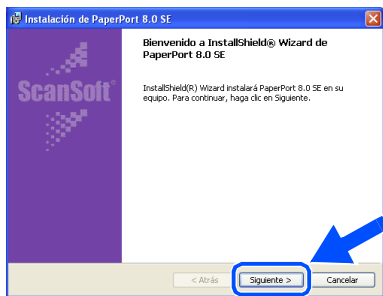 Instalación de PaperPort 8.0 SE
Bienvenido a InstallShield® Wizard de
PaperPort 8.0 SE
ScanSoft®
InstallShield(R) Wizard instalará PaperPort 8.0 SE en su
equipo. Para continuar, haga clic en Siguiente.
< Atrás
Siguiente >
Cancelar